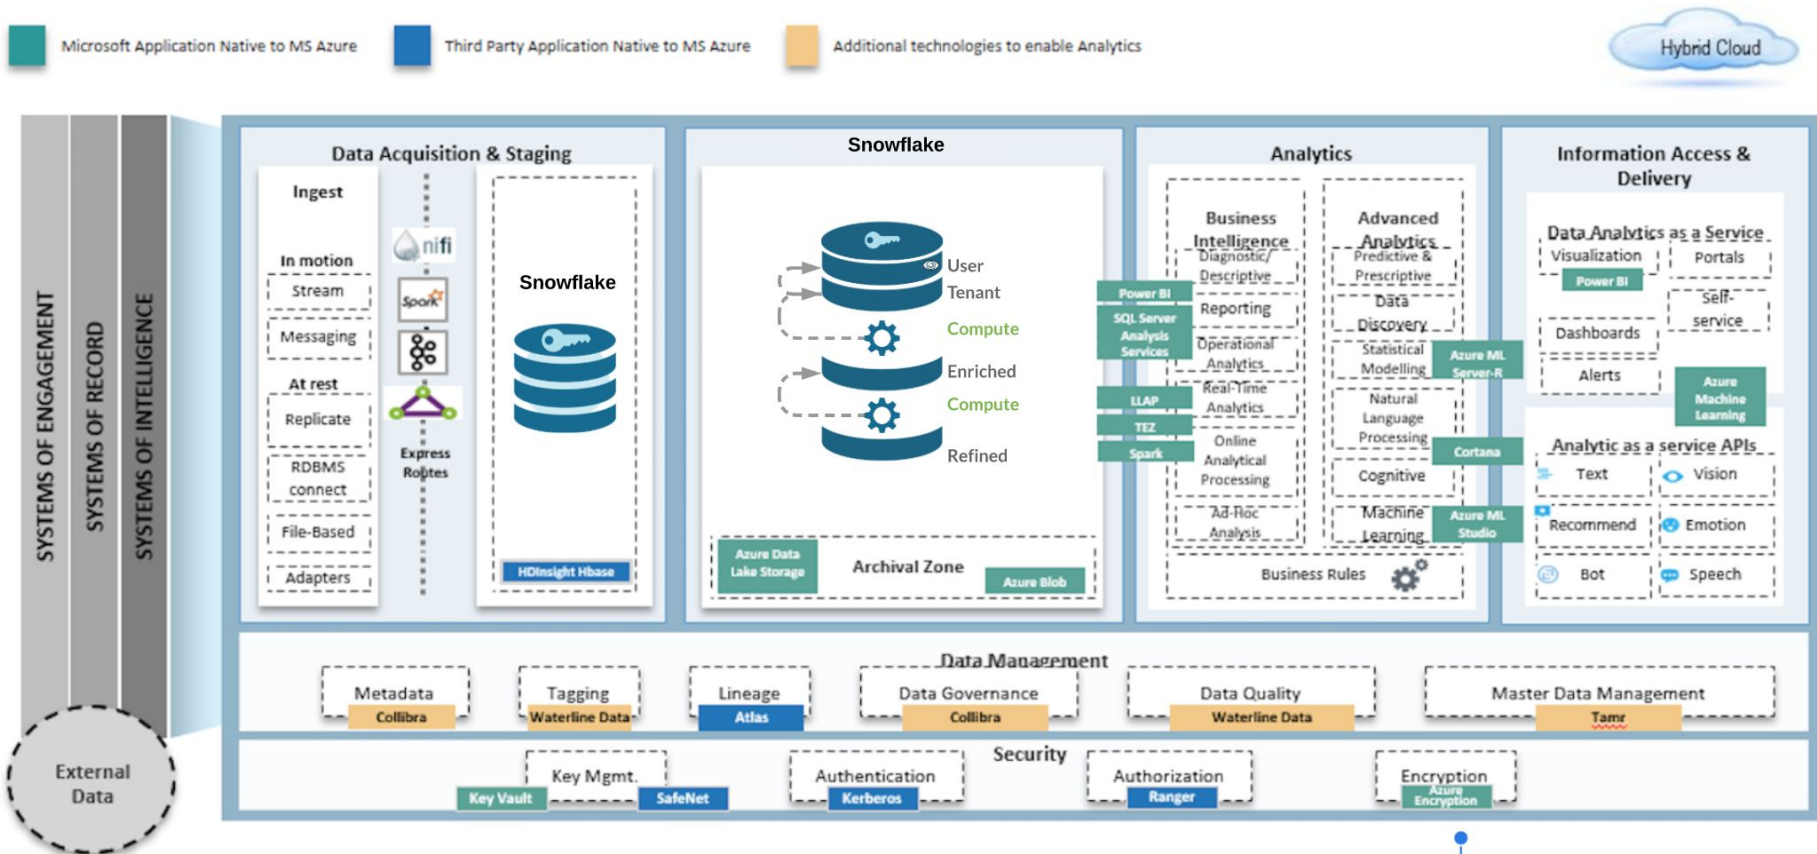 Microsoft Application Native to MS Azure
Third Party Application Native to MS Azure
Additional technologies to enable Analytics
Hybrid Cloud
SYSTEMS OF ENGAGEMENT
SYSTEMS OF RECORD
SYSTEMS OF INTELLIGENCE
External
Data
Data Acquisition & Staging
Ingest
In motion
Stream
Messaging
At rest
Replicate
RDBMS
connect
File-Based
Adapters
nifi
Spark
Express
Routes
Snowflake
HDInsight Hbase
Snowflake
User
Tenant
Compute
Enriched
Compute
Refined
Azure Data
Lake Storage
Archival Zone
Azure Blob
Analytics
Business
Intelligence
Diagnostic/
Descriptive
Reporting
Operational
Analytics
Real-Time
Analytics
Online
Analytical
Processing
Ad-Hoc
Analysis
Power BI
SQL Server
Analysis
Services
LLAP
TEZ
Spark
Advanced
Analytics
Predictive &
Prescriptive
Data
Discovery
Statistical
Modelling
Natural
Language
Processing
Cognitive
Machine
Learning
Azure ML
Server-R
Cortana
Azure ML
Studio
Business Rules
Information Access &
Delivery
Data Analytics as a Service
Visualization
Power BI
Portals
Self-
service
Dashboards
Alerts
Azure
Machine
Learning
Analytic as a service APIs
Text
Vision
Recommend
Emotion
Bot
Speech
Data Management
Metadata
Collibra
Tagging
Waterline Data
Lineage
Atlas
Data Governance
Collibra
Data Quality
Waterline Data
Master Data Management
Tamr
Security
Key Mgmt.
Key Vault
SafeNet
Authentication
Kerberos
Authorization
Ranger
Encryption
Azure
Encryption